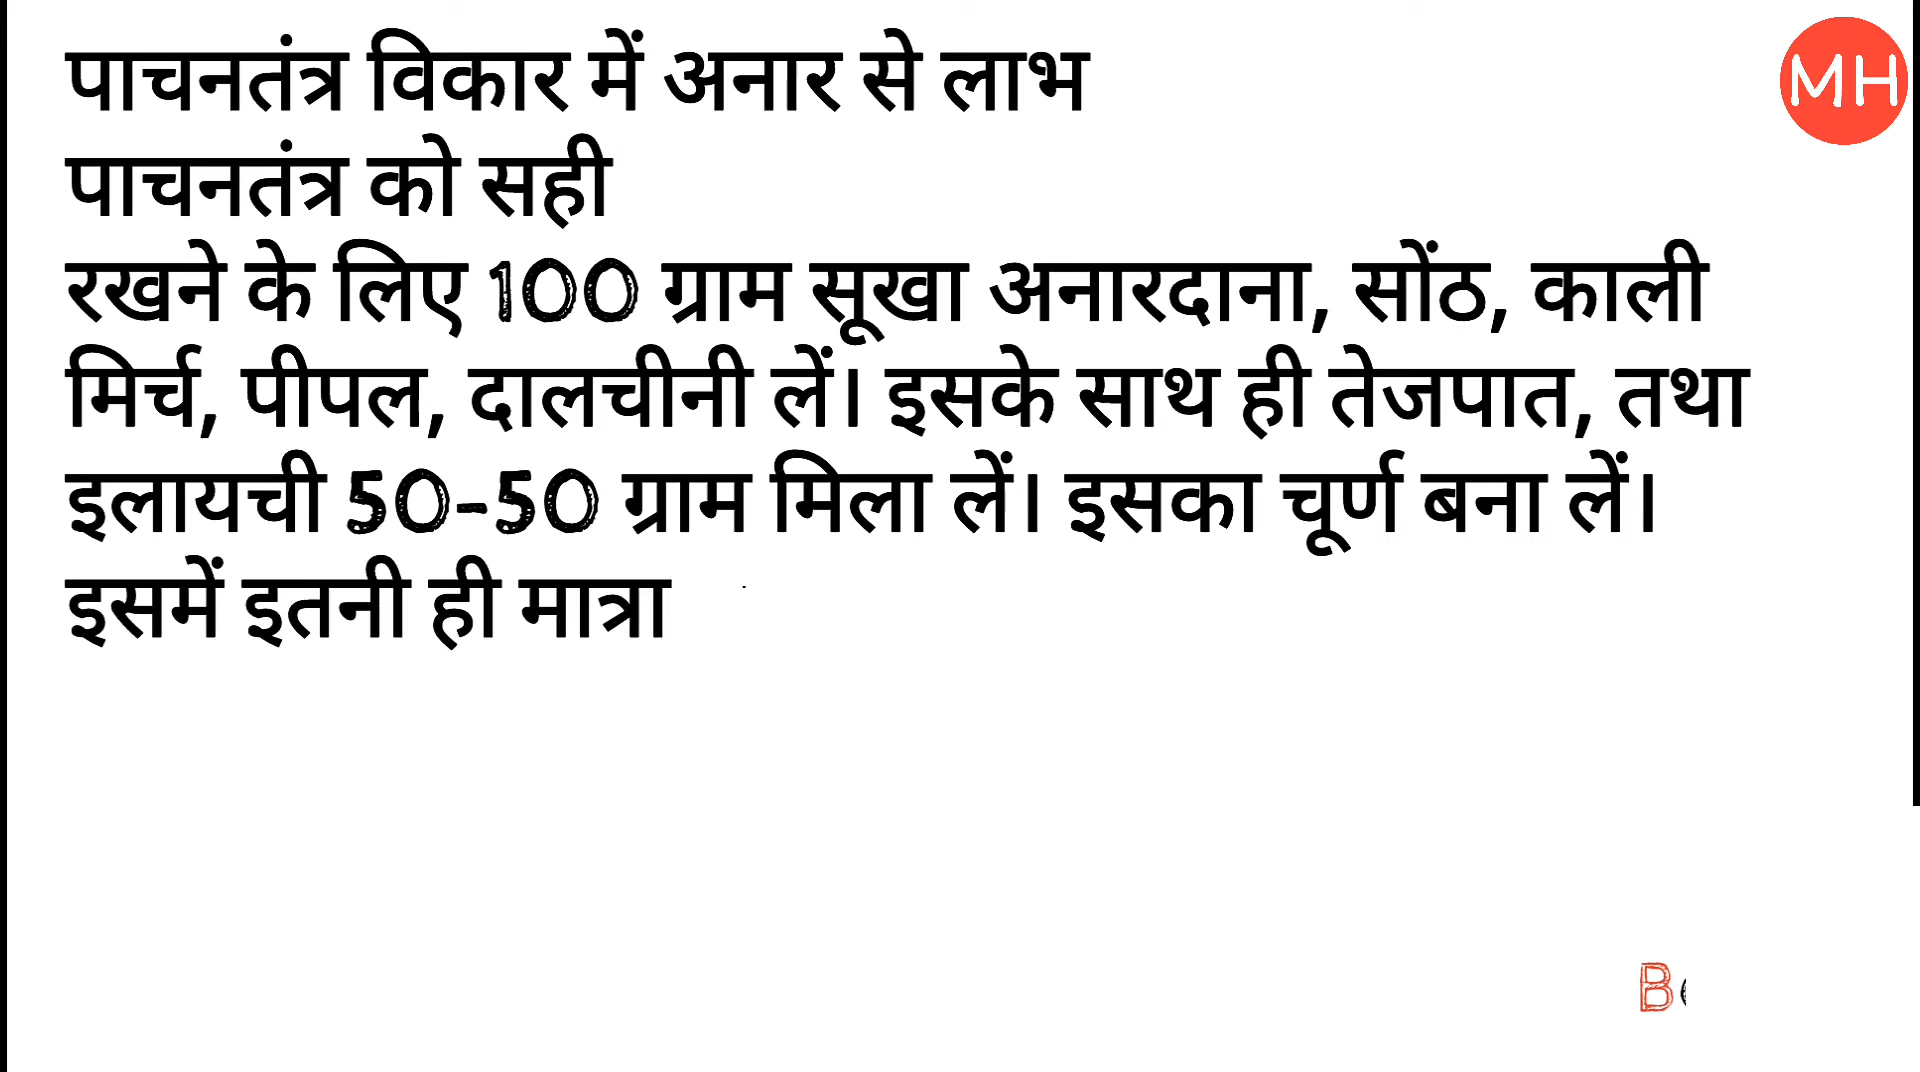 पाचनतंत्र विकार में अनार से लाभ
MH
पाचनतंत्र को सही
रखने के लिए 100 ग्राम सूखा अनारदाना, सोंठ, काली
मिर्च, पीपल, दालचीनी लें। इसके साथ ही तेजपात, तथा
इलायची 50-50 ग्राम मिला लें। इसका चूर्ण बना लें।
इसमें इतनी ही मात्रा
B